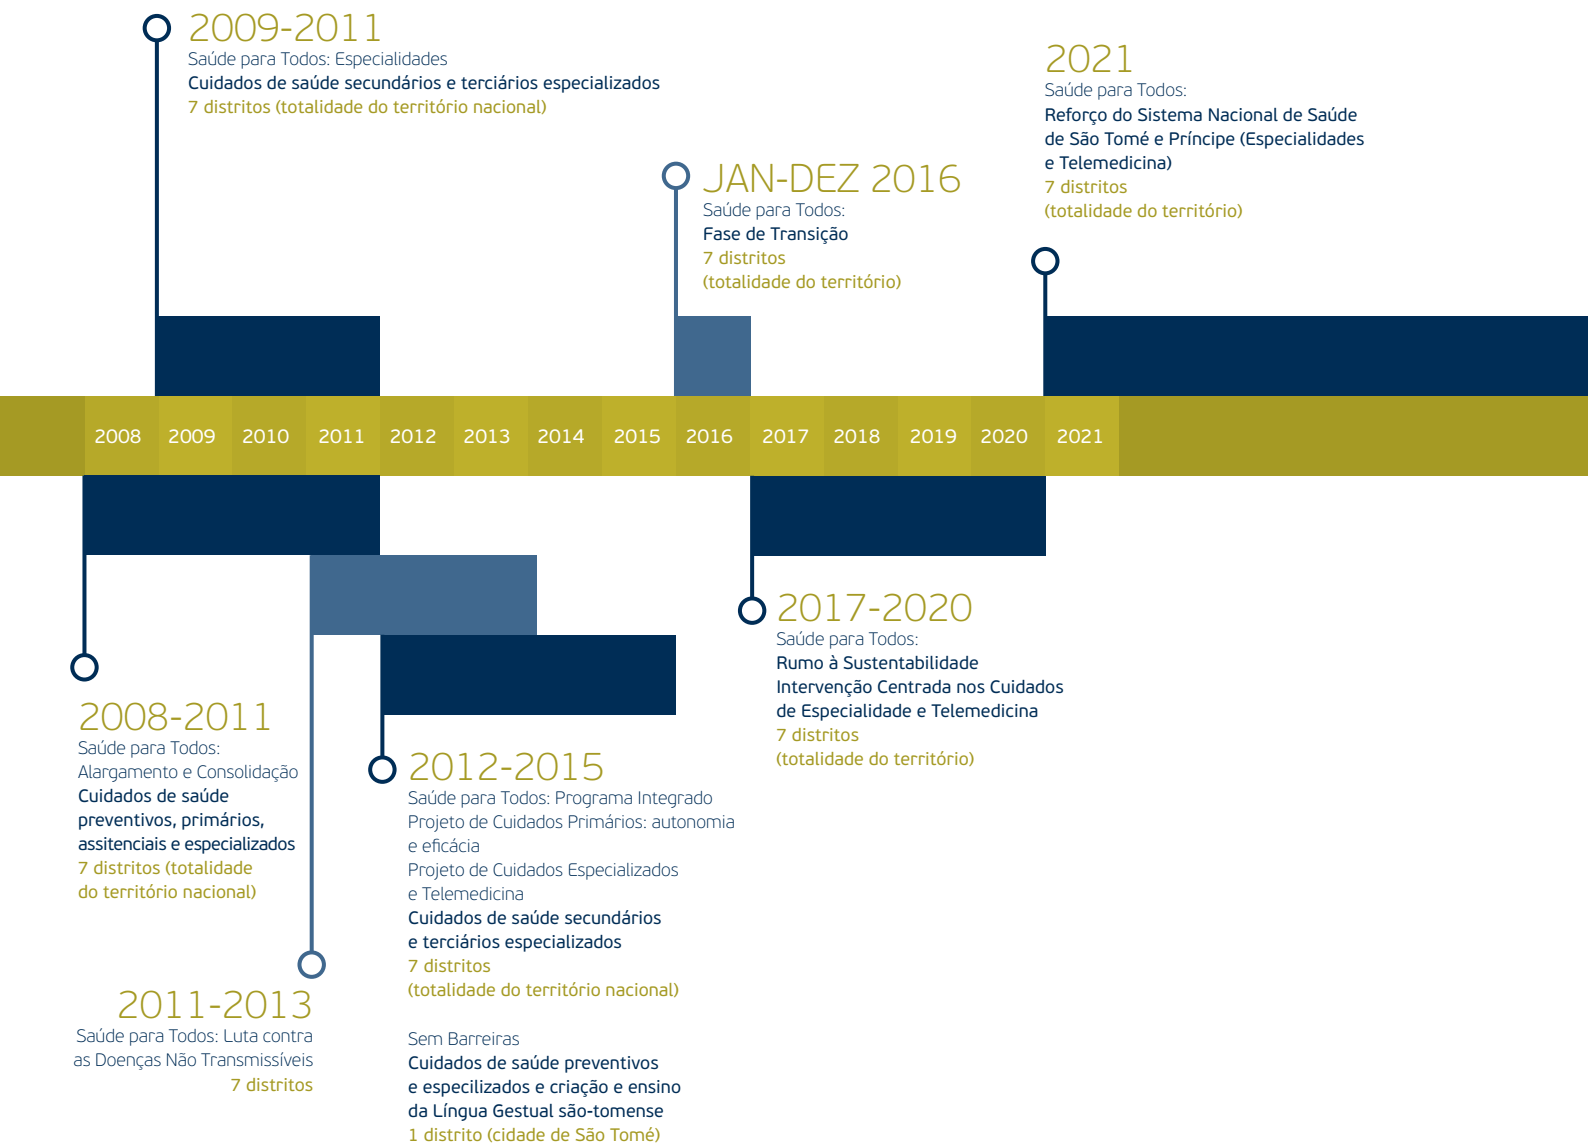 2009-2011
Saúde para Todos: Especialidades
Cuidados de saúde secundários e terciários especializados
7 distritos (totalidade do território nacional)
2021
Saúde para Todos:
Reforço do Sistema Nacional de Saúde
de São Tomé e Príncipe (Especialidades
e Telemedicina)
7 distritos
(totalidade do território)
JAN-DEZ 2016
Saúde para Todos:
Fase de Transição
7 distritos
(totalidade do território)
2008 2009 2010 2011 2012 2013 2014 2015 2016 2017 2018 2019 2020 2021
2008-2011
Saúde para Todos:
Alargamento e Consolidação
Cuidados de saúde
preventivos, primários,
assitenciais e especializados
7 distritos (totalidade
do território nacional)
2011-2013
Saúde para Todos: Luta contra
as Doenças Não Transmissíveis
7 distritos
2012-2015
Saúde para Todos: Programa Integrado
Projeto de Cuidados Primários: autonomia
e eficácia
Projeto de Cuidados Especializados
e Telemedicina
Cuidados de saúde secundários
e terciários especializados
7 distritos
(totalidade do território nacional)
Sem Barreiras
Cuidados de saúde preventivos
e especilizados e criação e ensino
da Língua Gestual são-tomense
1 distrito (cidade de São Tomé)
2017-2020
Saúde para Todos:
Rumo à Sustentabilidade
Intervenção Centrada nos Cuidados
de Especialidade e Telemedicina
7 distritos
(totalidade do território)